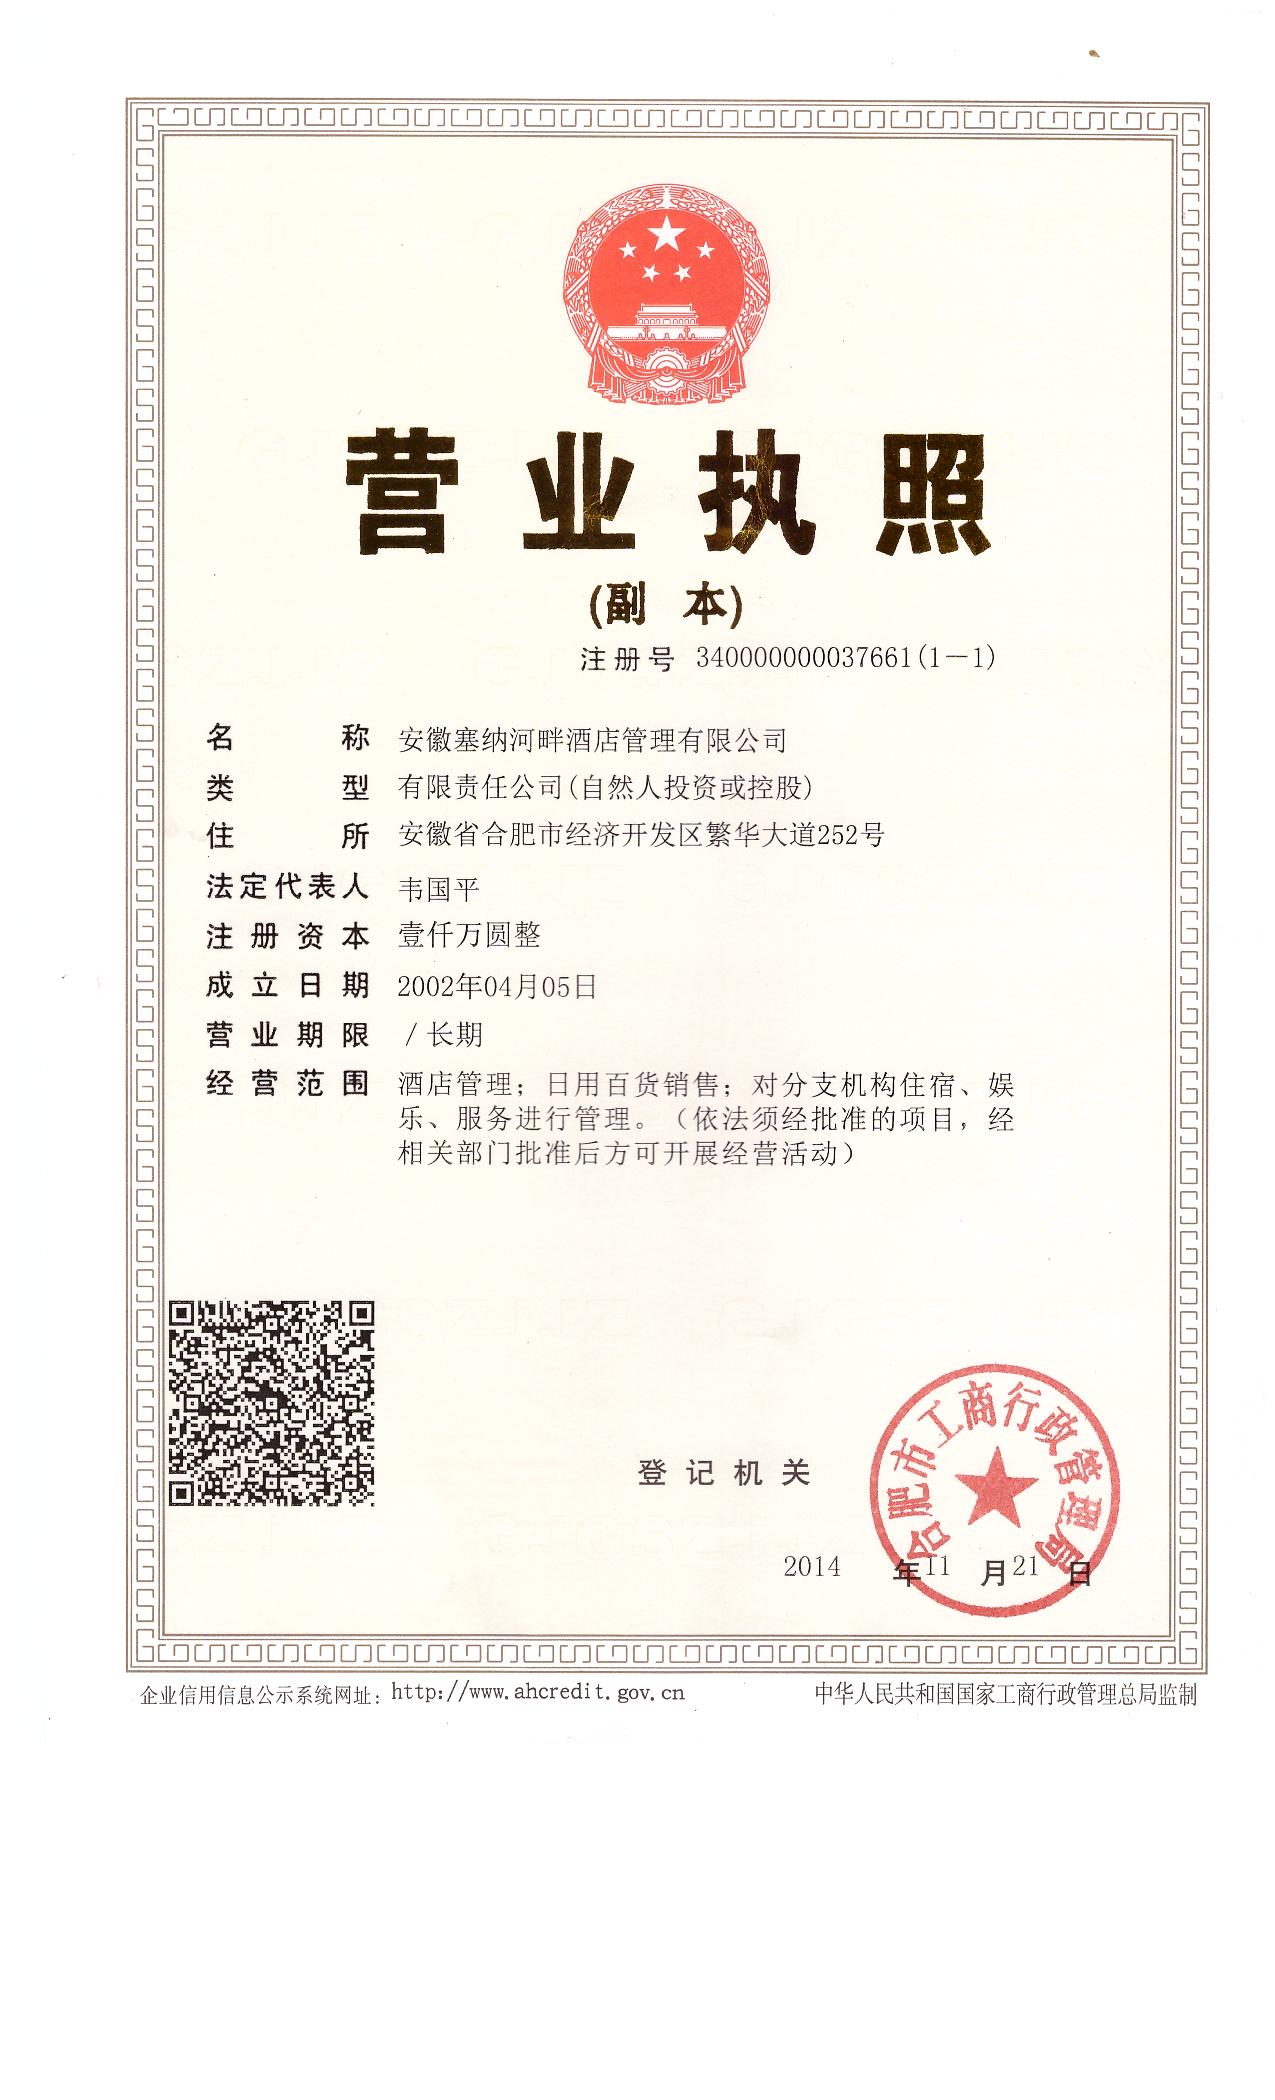 营业执照
(副 本)
注册号 340000000037661(1－1)
名称 安徽塞纳河畔酒店管理有限公司
类型 有限责任公司(自然人投资或控股)
住所 安徽省合肥市经济开发区繁华大道252号
法定代表人 韦国平
注册资本 壹仟万圆整
成立日期 2002年04月05日
营业期限 /长期
经营范围 酒店管理；日用百货销售；对分支机构住宿、娱
乐、服务进行管理。（依法须经批准的项目，经
相关部门批准后方可开展经营活动）
合肥市工商行政管理局
登记机关
2014 年11 月21 日
企业信用信息公示系统网址：http://www.ahcredit.gov.cn
中华人民共和国国家工商行政管理总局监制